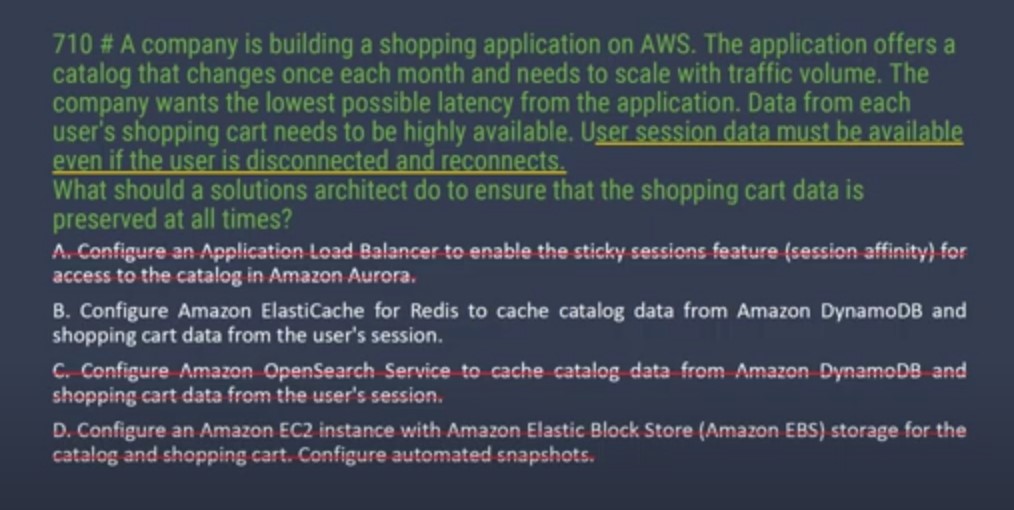 710 # A company is building a shopping application on AWS. The application offers a
catalog that changes once each month and needs to scale with traffic volume. The
company wants the lowest possible latency from the application. Data from each
user's shopping cart needs to be highly available. User session data must be available
even if the user is disconnected and reconnects.
What should a solutions architect do to ensure that the shopping cart data is
preserved at all times?
A. Configure an Application Load Balancer to enable the sticky sessions feature (session affinity) for
access to the catalog in Amazon Aurora.
B. Configure Amazon ElastiCache for Redis to cache catalog data from Amazon DynamoDB and
shopping cart data from the user's session.
C. Configure Amazon OpenSearch Service to cache catalog data from Amazon DynamoDB and
shopping cart data from the user's session.
D. Configure an Amazon EC2 instance with Amazon Elastic Block Store (Amazon EBS) storage for the
catalog and shopping cart. Configure automated snapshots.